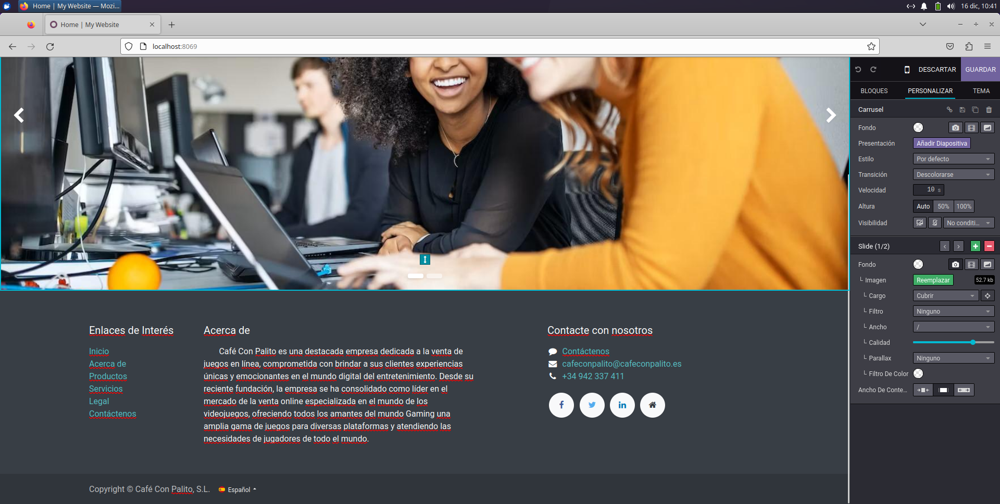 Home | My Website — Mozi...
16 dic, 10:41
Home | My Website
localhost:8069
DESCARTAR
GUARDAR
BLOQUES
PERSONALIZAR
TEMA
Carrusel
Fondo
Presentación
Añadir Diapositiva
Estilo
Por defecto
Transición
Descolorarse
Velocidad
10 s
Altura
Auto
50%
100%
Visibilidad
No conditi...
Slide (1/2)
Fondo
Imagen
Reemplazar
52.7 kb
Cargo
Cubrir
Filtro
Ninguno
Ancho
/
Calidad
Parallax
Ninguno
Filtro De Color
Ancho De Conte...
Enlaces de Interés
Inicio
Acerca de
Productos
Servicios
Legal
Contáctenos
Acerca de
Café Con Palito es una destacada empresa dedicada a la venta de
juegos en línea, comprometida con brindar a sus clientes experiencias
únicas y emocionantes en el mundo digital del entretenimiento. Desde su
reciente fundación, la empresa se ha consolidado como líder en el
mercado de la venta online especializada en el mundo de los
videojuegos, ofreciendo todos los amantes del mundo Gaming una
amplia gama de juegos para diversas plataformas y atendiendo las
necesidades de jugadores de todo el mundo.
Contacte con nosotros
Contáctenos
cafeconpalito@cafeconpalito.es
+34 942 337 411
Copyright © Café Con Palito, S.L.
Español